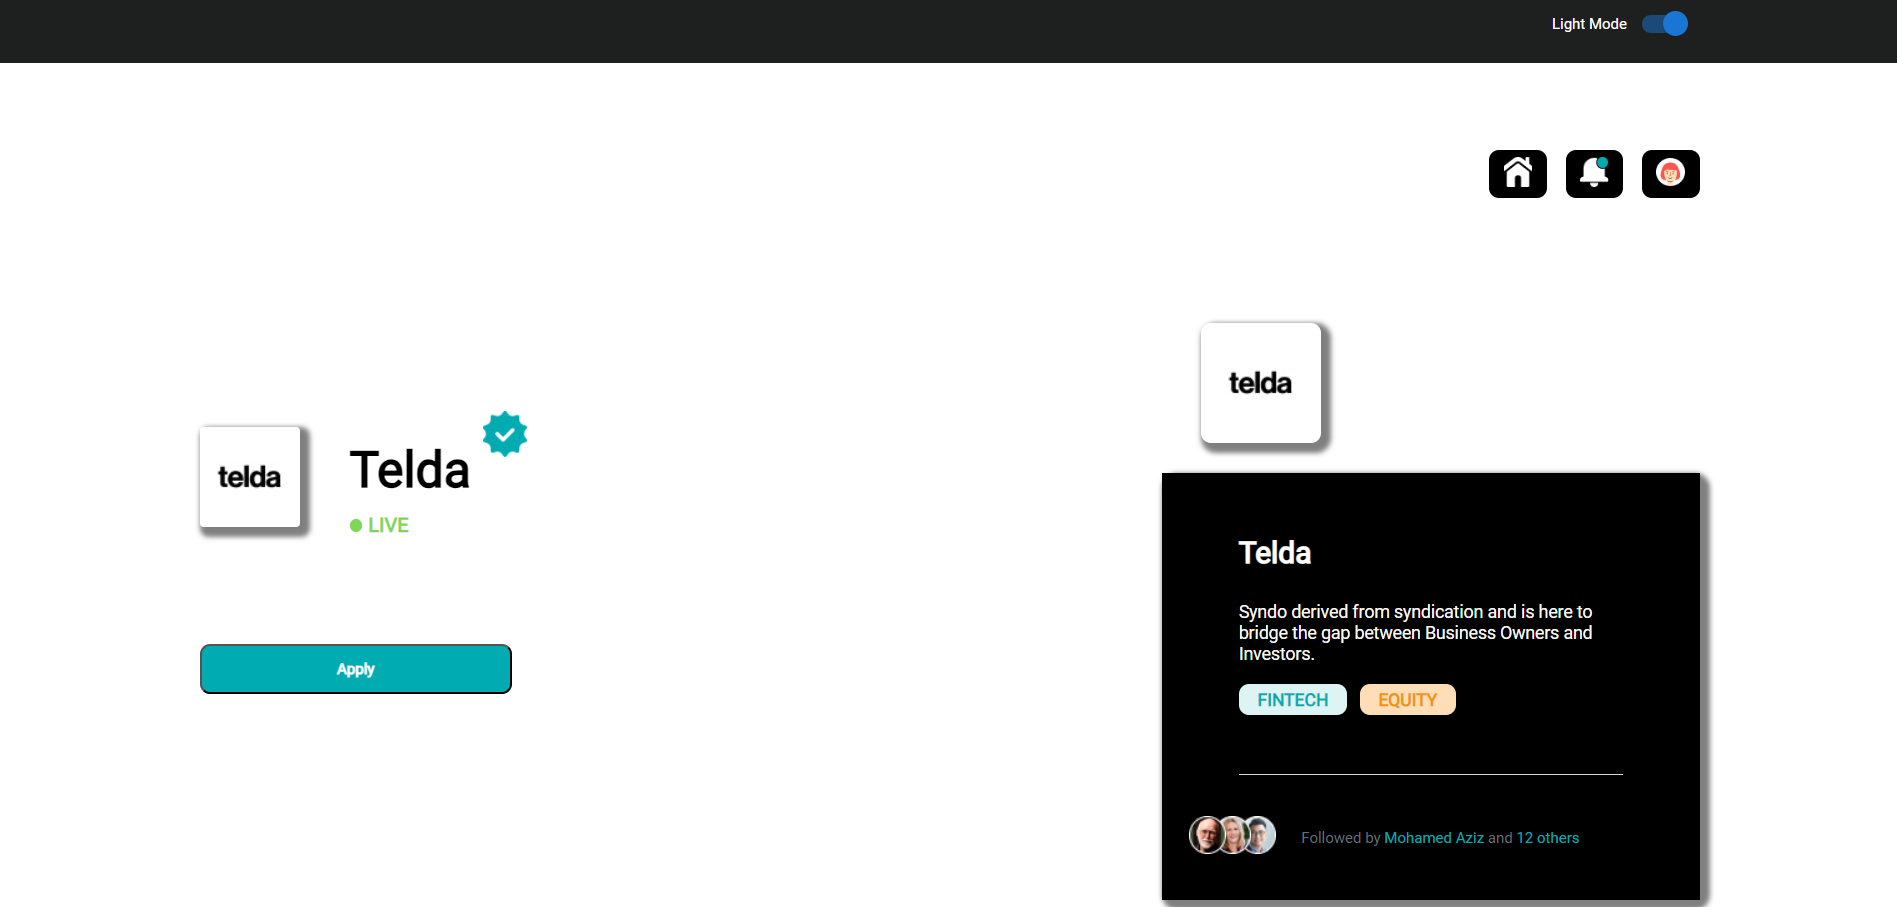 Light Mode
telda
Telda
LIVE
Apply
telda
Telda
Syndo derived from syndication and is here to
bridge the gap between Business Owners and
Investors.
FINTECH EQUITY
Followed by Mohamed Aziz and 12 others